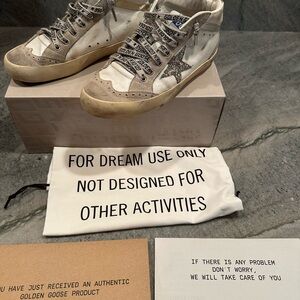 FOR DREAM USE ONLY
NOT DESIGNED FOR
OTHER ACTIVITIES
IF THERE IS ANY PROBLEM
DON'T WORRY,
WE WILL TAKE CARE OF YOU
YOU HAVE JUST RECEIVED AN AUTHENTIC
GOLDEN GOOSE PRODUCT